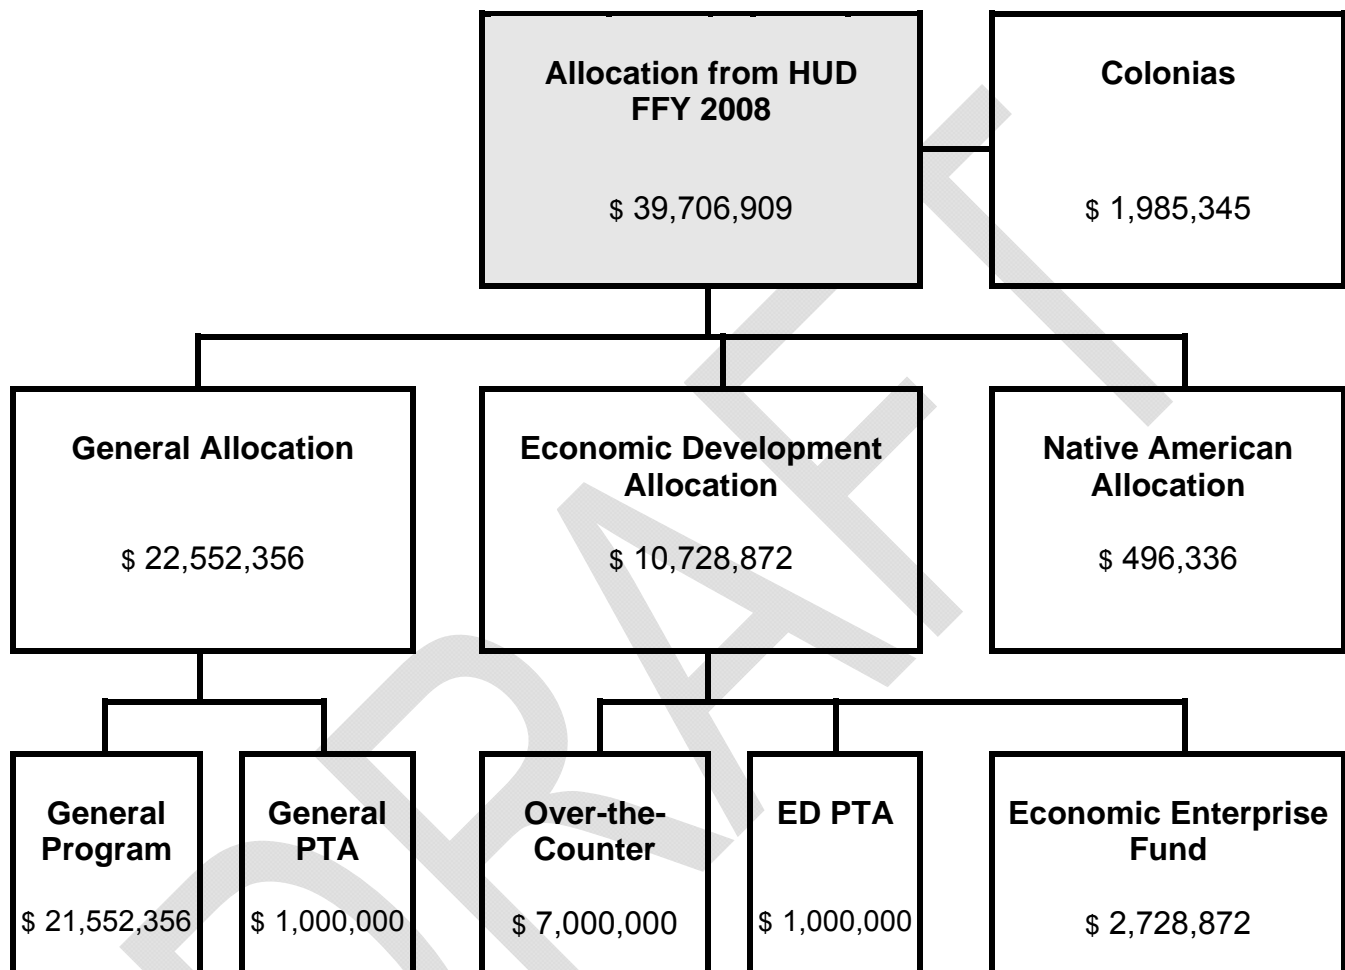 Allocation from HUD
FFY 2008
$ 39,706,909
Colonias
$ 1,985,345
General Allocation
$ 22,552,356
Economic Development
Allocation
$ 10,728,872
Native American
Allocation
$ 496,336
General
Program
$ 21,552,356
General
PTA
$ 1,000,000
Over-the-
Counter
$ 7,000,000
ED PTA
$ 1,000,000
Economic Enterprise
Fund
$ 2,728,872
DRAFT